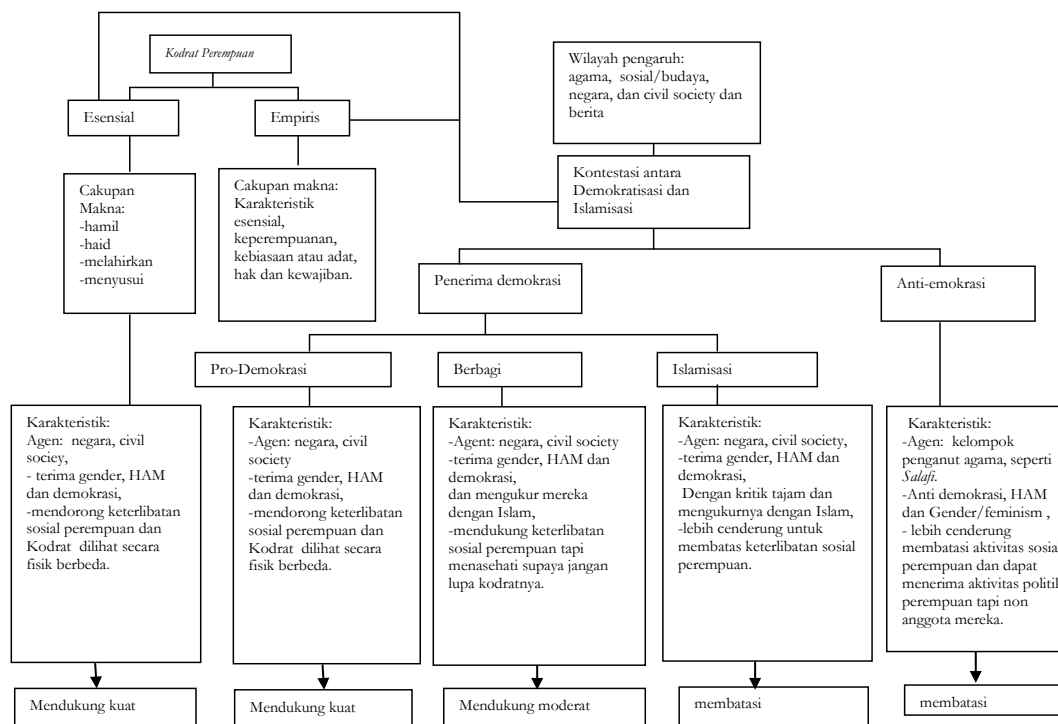 Kodrat Perempuan
Wilayah pengaruh:
agama, sosial/budaya,
negara, dan civil society dan
berita
Esensial
Empiris
Kontestasi antara
Demokratisasi dan
Islamisasi
Cakupan
Makna:
-hamil
-haid
-melahirkan
-menyusui
Cakupan makna:
Karakteristik
esensial,
keperempuanan,
kebiasaan atau adat,
hak dan kewajiban.
Penerima demokrasi
Anti-emokrasi
Pro-Demokrasi
Berbagi
Islamisasi
Karakteristik:
Agen: negara, civil
sociey,
- terima gender, HAM
dan demokrasi,
-mendorong keterlibatan
sosial perempuan dan
Kodrat dilihat secara
fisik berbeda.
Karakteristik:
-Agen: negara, civil
society
-terima gender, HAM
dan demokrasi,
-mendorong keterlibatan
sosial perempuan dan
Kodrat dilihat secara
fisik berbeda.
Karakteristik:
-Agent: negara, civil society
-terima gender, HAM dan
demokrasi,
dan mengukur mereka
dengan Islam,
-mendukung keterlibatan
sosial perempuan tapi
menasehati supaya jangan
lupa kodratnya.
Karakteristik:
-Agen: negara, civil society,
-terima gender, HAM dan
demokrasi,
Dengan kritik tajam dan
mengukurnya dengan Islam,
-lebih cenderung untuk
membatas keterlibatan sosial
perempuan.
Karakteristik:
-Agen: kelompok
penganut agama, seperti
Salafi.
-Anti demokrasi, HAM
dan Gender/feminism ,
- lebih cenderung
membatasi aktivitas sosia
perempuan dan dapat
menerima aktivitas politik
perempuan tapi non
anggota mereka.
Mendukung kuat
Mendukung kuat
Mendukung moderat
membatasi
membatasi